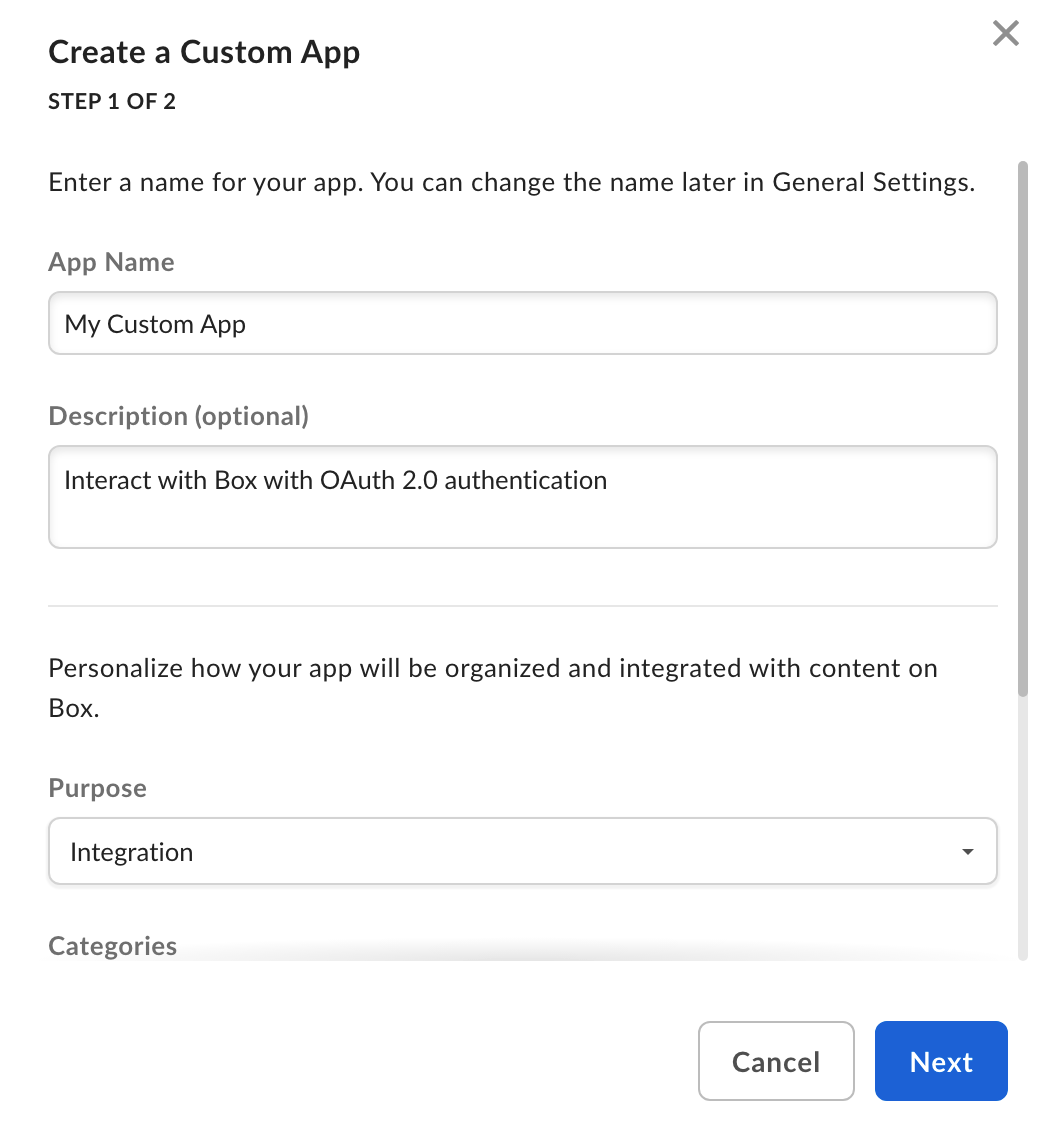 Create a Custom App
STEP 1 OF 2
Enter a name for your app. You can change the name later in General Settings.
App Name
My Custom App
Description (optional)
Interact with Box with OAuth 2.0 authentication
Personalize how your app will be organized and integrated with content on
Box.
Purpose
Integration
Categories
Cancel
Next